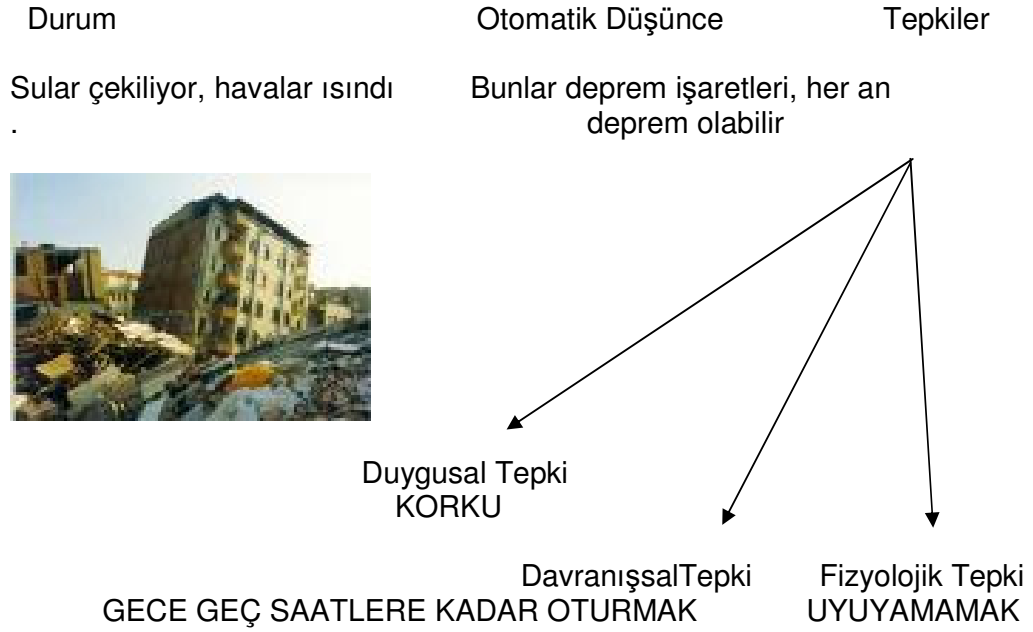 Durum Otomatik Düşünce Tepkiler
Sular çekiliyor, havalar ısındı Bunlar deprem işaretleri, her an
. deprem olabilir
Duygusal Tepki
KORKU
DavranışsalTepki Fizyolojik Tepki
GECE GEÇ SAATLERE KADAR OTURMAK UYUYAMAMAK